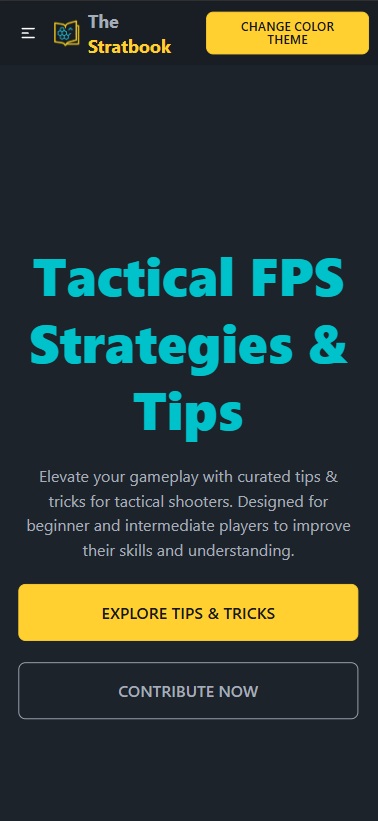 The
Stratbook
CHANGE COLOR
THEME
Tactical FPS
Strategies &
Tips
Elevate your gameplay with curated tips &
tricks for tactical shooters. Designed for
beginner and intermediate players to improve
their skills and understanding.
EXPLORE TIPS & TRICKS
CONTRIBUTE NOW